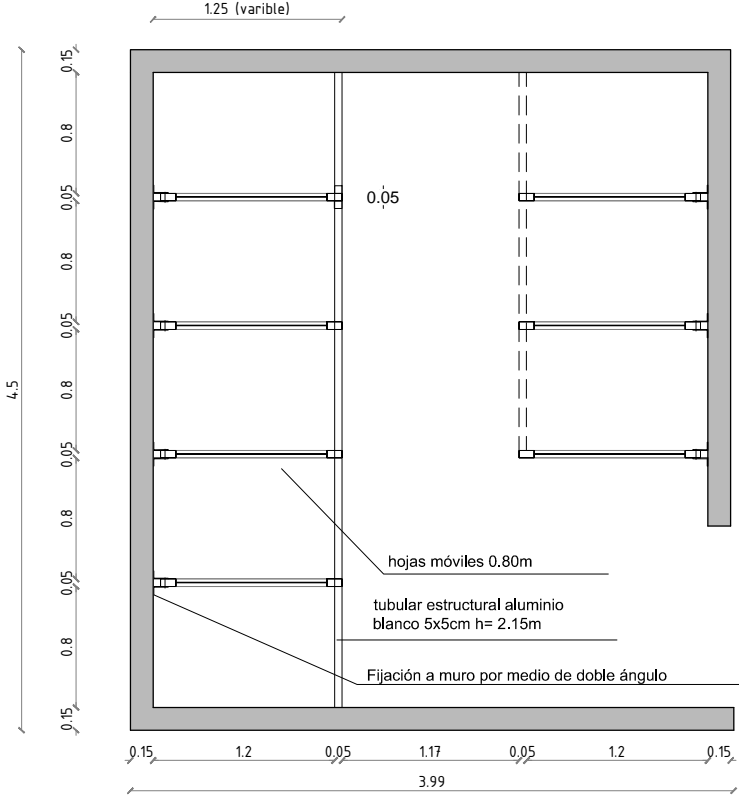 1.25 (varible)
0.15
0.8
0.05
0.05
0.8
0.05
4.5
0.8
0.05
0.8
hojas móviles 0.80m
0.05
tubular estructural aluminio
blanco 5x5cm h= 2.15m
0.8
Fijación a muro por medio de doble ángulo
0.15
0.15 1.2 0.05 1.17 0.05 1.2 0.15
3.99